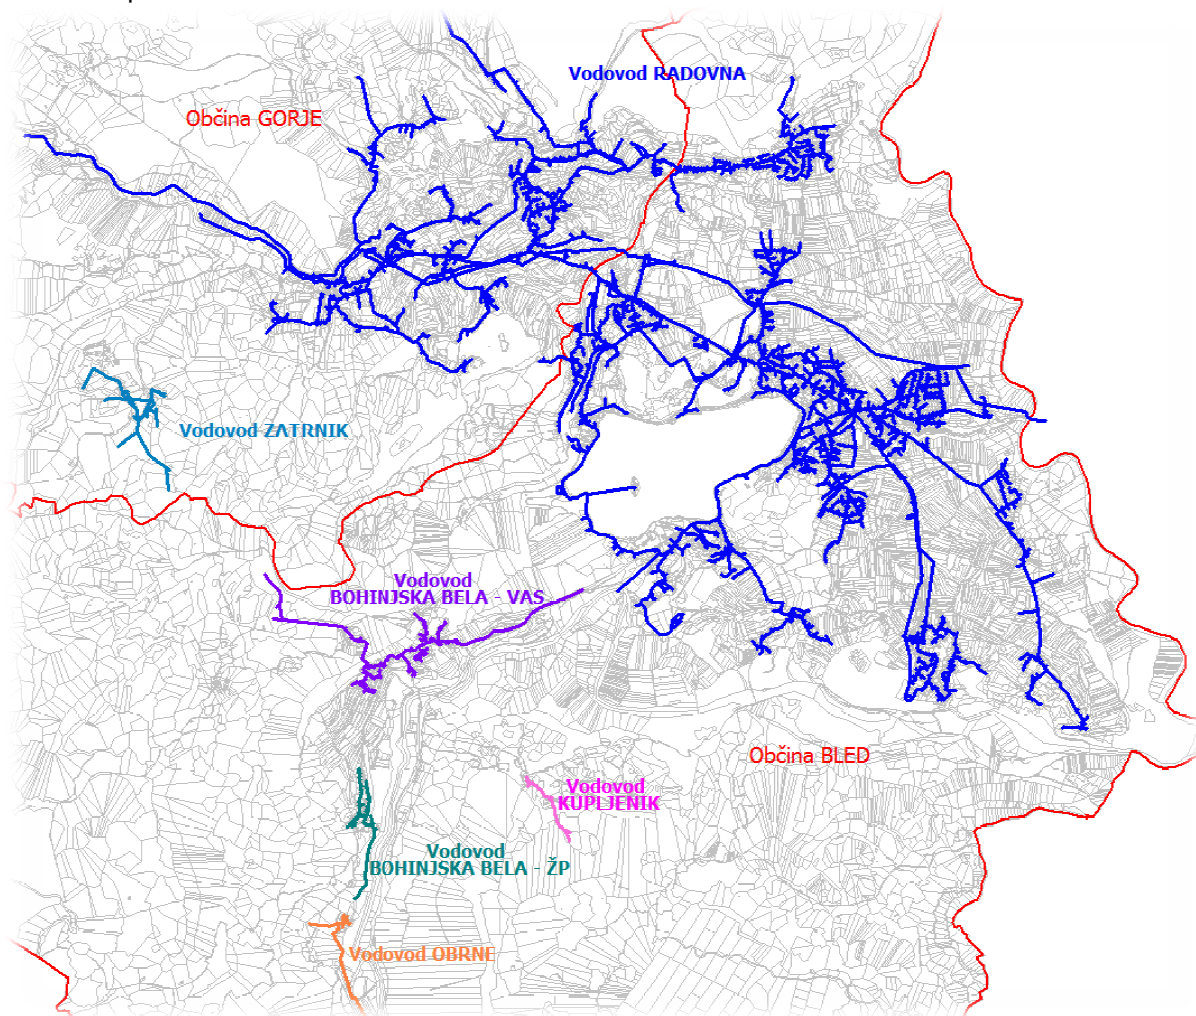 Vodovod RADOVNA
Občina GORJE
Vodovod ZATRNIK
Vodovod
BOHINJSKA BELA - VAS
Občina BLED
Vodovod
KUPLJENIK
Vodovod
BOHINJSKA BELA - ŽP
Vodovod OBRNE